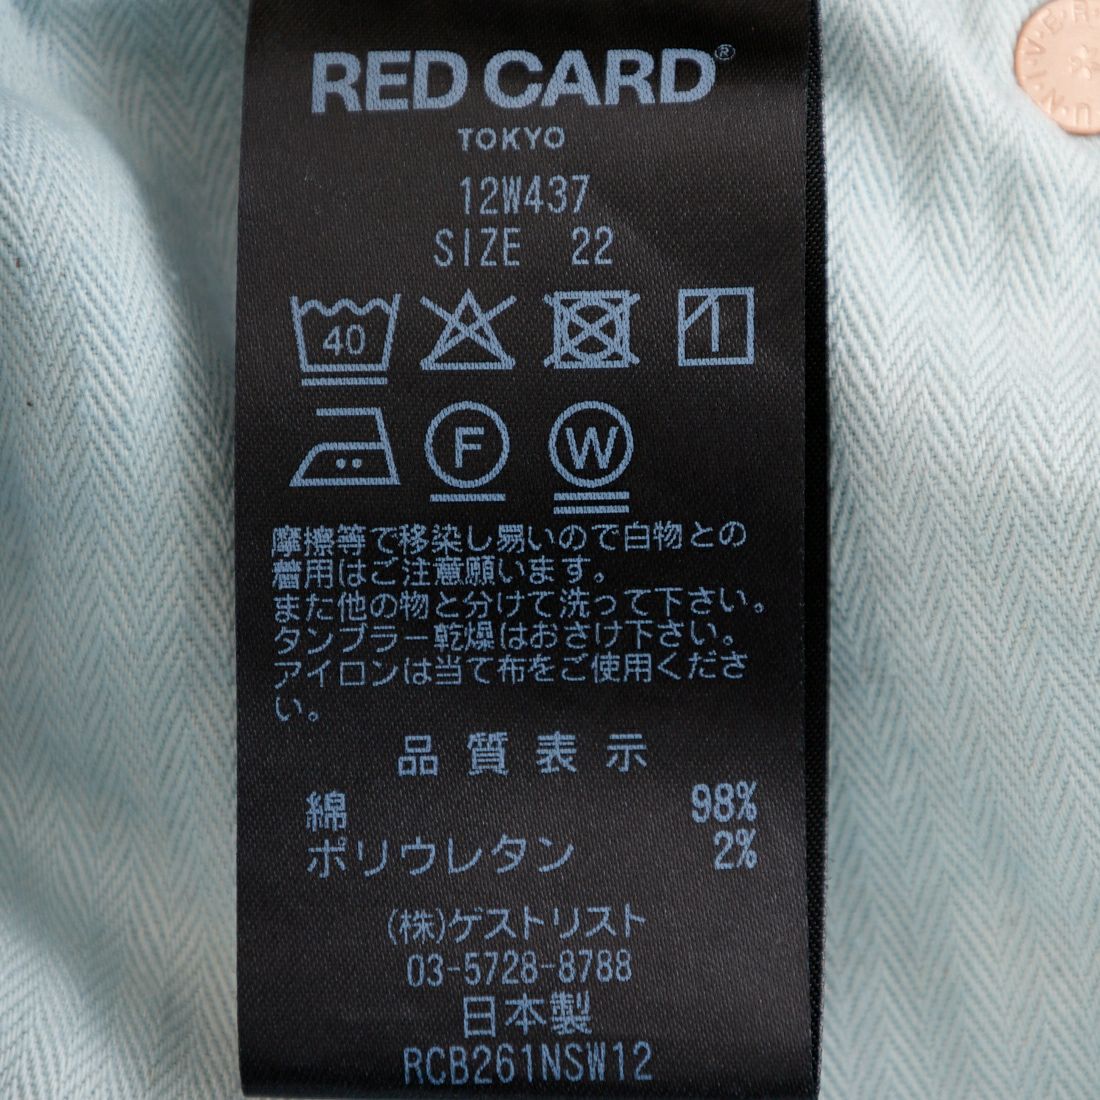 RED CARD®
TOKYO
12W437
SIZE 22
40
F W
摩擦等で移染し易いので白物との
着用はご注意願います。
また他の物と分けて洗って下さい。
タンブラー乾燥はおさけ下さい。
アイロンは当て布をご使用くださ
い。
品質表示
綿 98%
ポリウレタン 2%
(株)ゲストリスト
03-5728-8788
日本製
RCB261NSW12